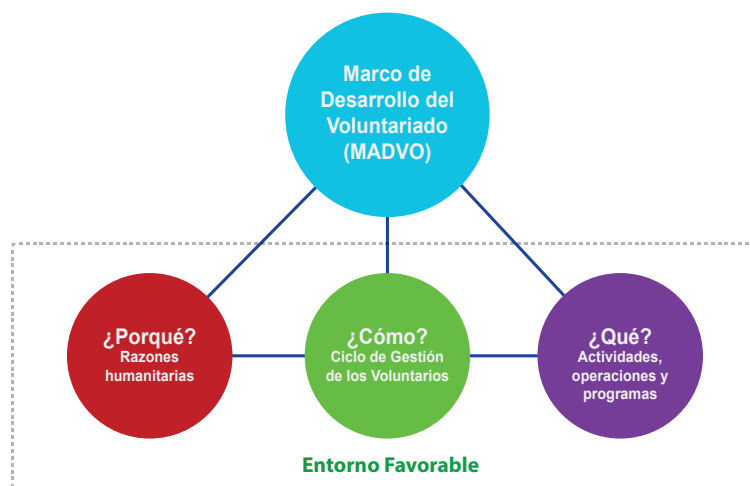 Marco de
Desarrollo del
Voluntariado
(MADVO)
¿Porqué?
Razones
humanitarias
¿Cómo?
Ciclo de Gestión
de los Voluntarios
¿Qué?
Actividades,
operaciones y
programas
Entorno Favorable